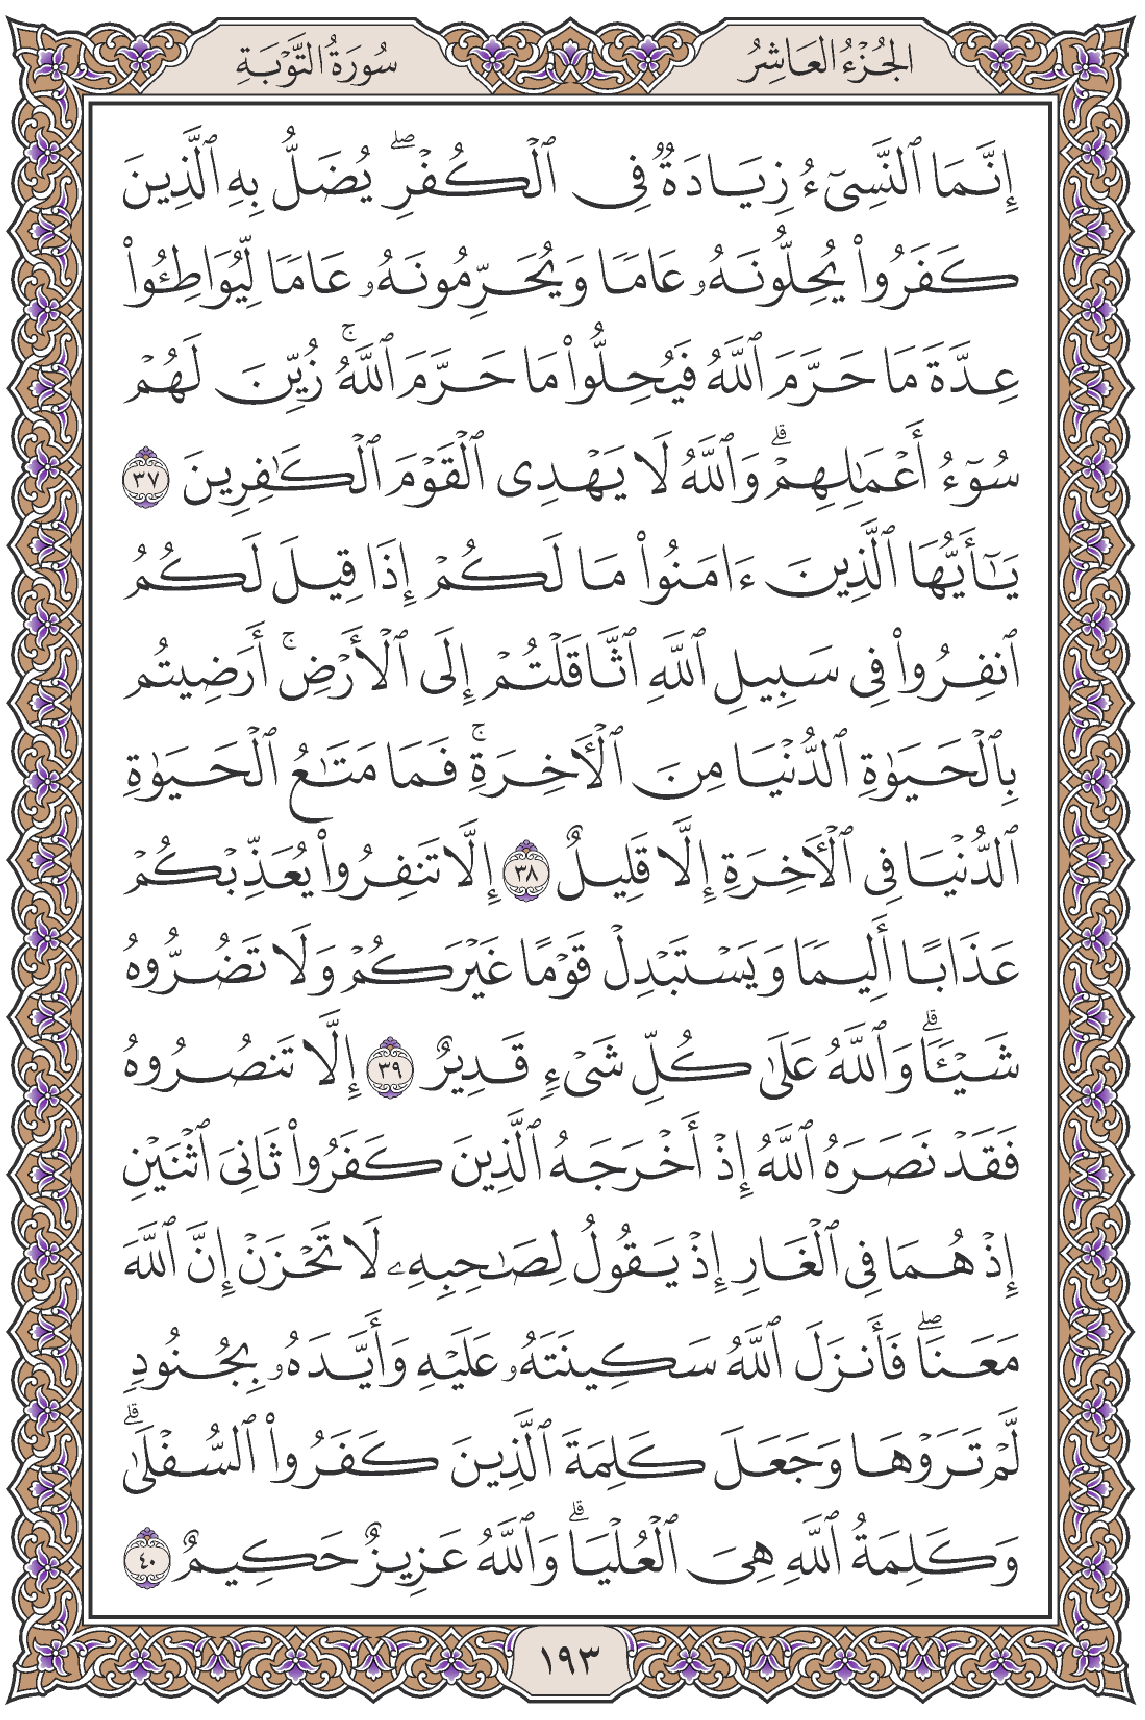 الجُزْءُ العَاشِرُ
سُورَةُ التَّوْبَةِ
إِنَّمَا ٱلنَّسِىٓءُ زِيَادَةٌ فِى ٱلْكُفْرِ ۖ يُضَلُّ بِهِ ٱلَّذِينَ
كَفَرُوا۟ يُحِلُّونَهُۥ عَامًا وَيُحَرِّمُونَهُۥ عَامًا لِّيُوَاطِـُٔوا۟
عِدَّةَ مَا حَرَّمَ ٱللَّهُ فَيُحِلُّوا۟ مَا حَرَّمَ ٱللَّهُ ۚ زُيِّنَ لَهُمْ
سُوٓءُ أَعْمَـٰلِهِمْ ۗ وَٱللَّهُ لَا يَهْدِى ٱلْقَوْمَ ٱلْكَـٰفِرِينَ ٣٧
يَـٰٓأَيُّهَا ٱلَّذِينَ ءَامَنُوا۟ مَا لَكُمْ إِذَا قِيلَ لَكُمُ
ٱنفِرُوا۟ فِى سَبِيلِ ٱللَّهِ ٱثَّاقَلْتُمْ إِلَى ٱلْأَرْضِ ۚ أَرَضِيتُم
بِٱلْحَيَوٰةِ ٱلدُّنْيَا مِنَ ٱلْـَٔاخِرَةِ ۚ فَمَا مَتَـٰعُ ٱلْحَيَوٰةِ
ٱلدُّنْيَا فِى ٱلْـَٔاخِرَةِ إِلَّا قَلِيلٌ ٣٨ إِلَّا تَنفِرُوا۟ يُعَذِّبْكُمْ
عَذَابًا أَلِيمًا وَيَسْتَبْدِلْ قَوْمًا غَيْرَكُمْ وَلَا تَضُرُّوهُ
شَيْـًٔا ۗ وَٱللَّهُ عَلَىٰ كُلِّ شَىْءٍ قَدِيرٌ ٣٩ إِلَّا تَنصُرُوهُ
فَقَدْ نَصَرَهُ ٱللَّهُ إِذْ أَخْرَجَهُ ٱلَّذِينَ كَفَرُوا۟ ثَانِىَ ٱثْنَيْنِ
إِذْ هُمَا فِى ٱلْغَارِ إِذْ يَقُولُ لِصَـٰحِبِهِۦ لَا تَحْزَنْ إِنَّ ٱللَّهَ
مَعَنَا ۖ فَأَنزَلَ ٱللَّهُ سَكِينَتَهُۥ عَلَيْهِ وَأَيَّدَهُۥ بِجُنُودٍ
لَّمْ تَرَوْهَا وَجَعَلَ كَلِمَةَ ٱلَّذِينَ كَفَرُوا۟ ٱلسُّفْلَىٰ ۗ
وَكَلِمَةُ ٱللَّهِ هِىَ ٱلْعُلْيَا ۗ وَٱللَّهُ عَزِيزٌ حَكِيمٌ ٤٠
١٩٣